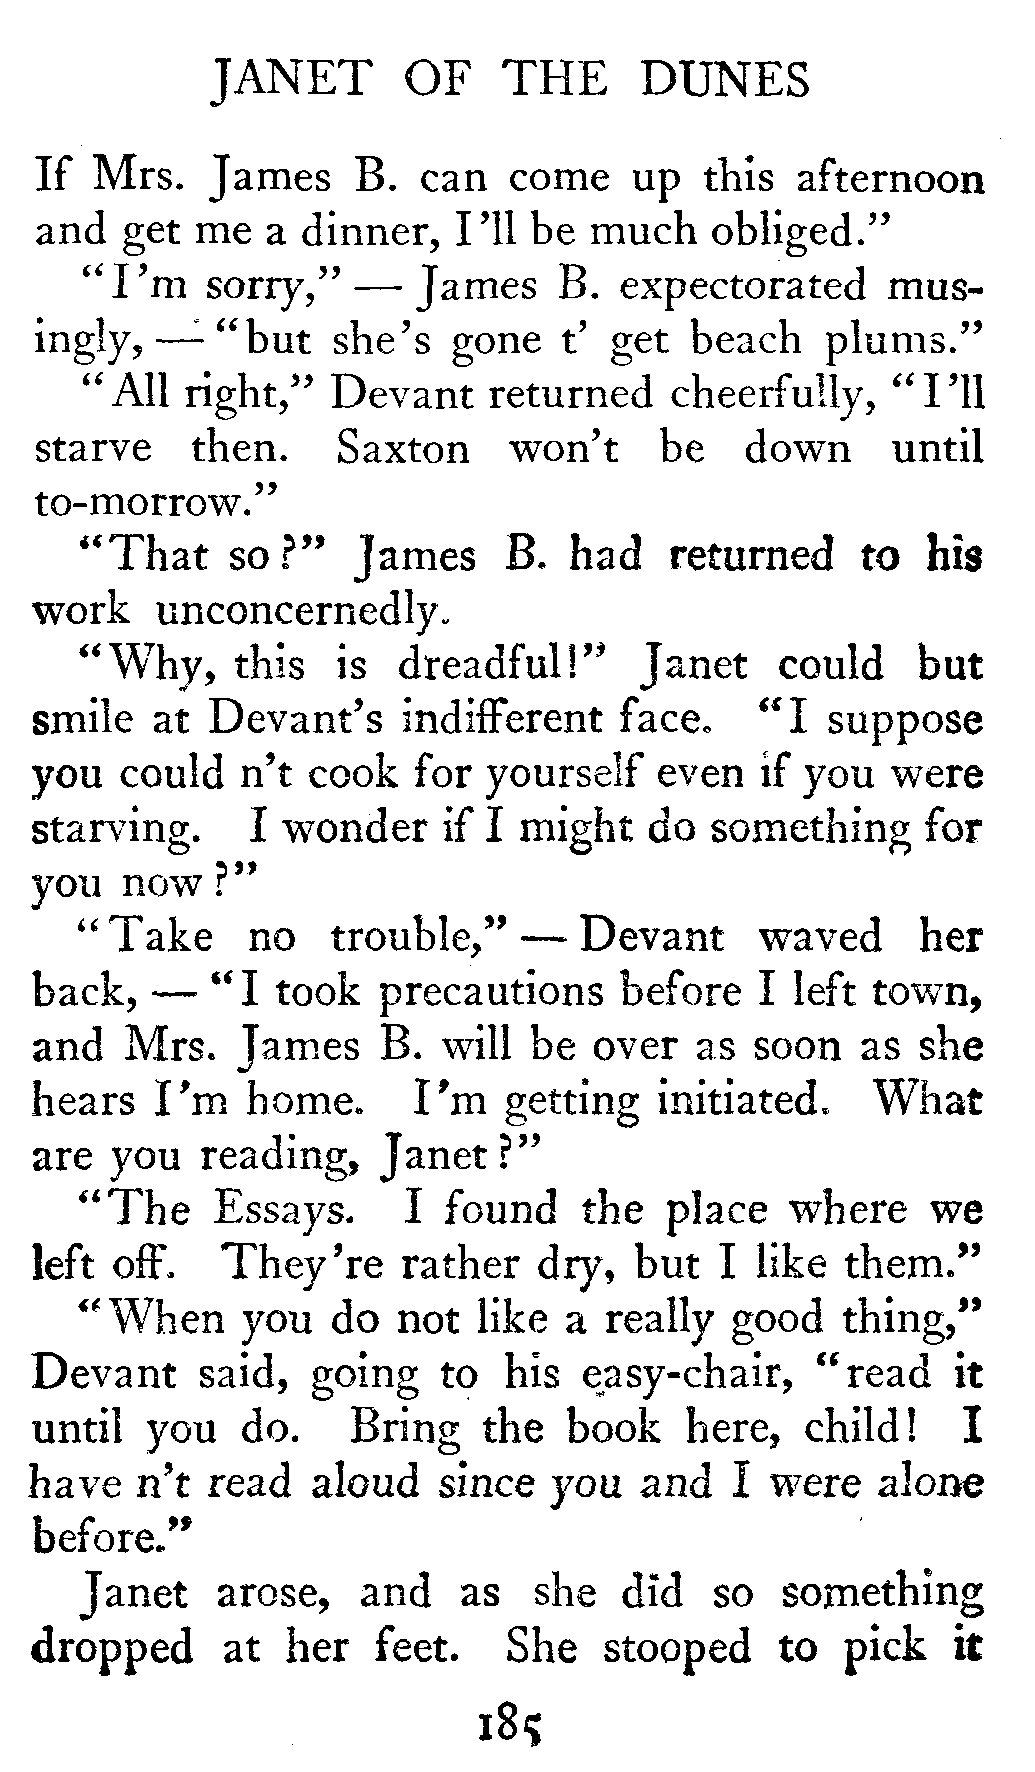 JANET OF THE DUNES
If Mrs. James B. can come up this afternoon
and get me a dinner, I'll be much obliged."
"I'm sorry," — James B. expectorated mus-
ingly, — "but she's gone t' get beach plums."
"All right," Devant returned cheerfully, "I'll
starve then. Saxton won't be down until
to-morrow."
"That so?" James B. had returned to his
work unconcernedly.
"Why, this is dreadful!" Janet could but
smile at Devant's indifferent face. "I suppose
you could n't cook for yourself even if you were
starving. I wonder if I might do something for
you now?"
"Take no trouble," — Devant waved her
back, — "I took precautions before I left town,
and Mrs. James B. will be over as soon as she
hears I'm home. I'm getting initiated. What
are you reading, Janet?"
"The Essays. I found the place where we
left off. They're rather dry, but I like them."
"When you do not like a really good thing,"
Devant said, going to his easy-chair, "read it
until you do. Bring the book here, child! I
have n't read aloud since you and I were alone
before."
Janet arose, and as she did so something
dropped at her feet. She stooped to pick it
185